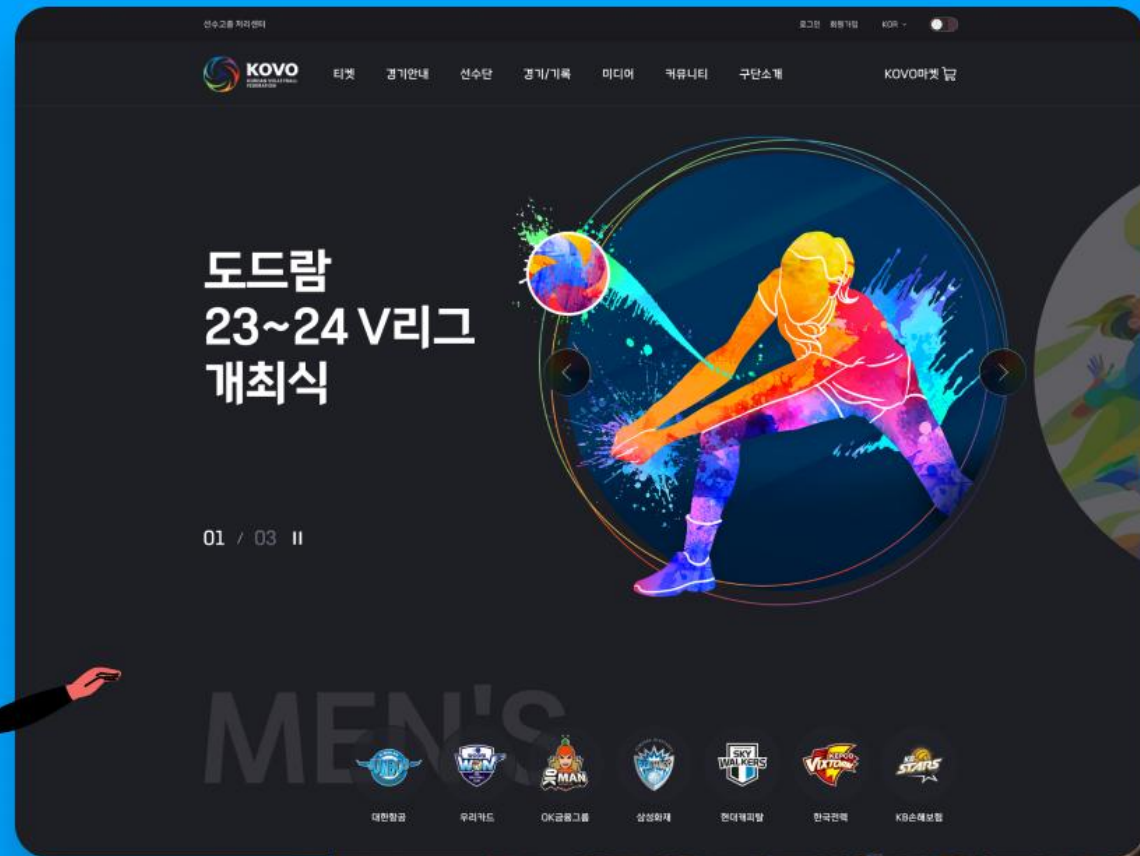 선수고충 처리센터
로그인 회원가입 KOR
KOVO
KOREAN VOLLEYBALL
FEDERATION
티켓 경기안내 선수단 경기/기록 미디어 커뮤니티 구단소개 KOVO마켓
도드람
23~24 V리그
개최식
01 / 03
MEN'S
WON
OK MAN
SKY
WALKERS
KEPCO
VIXTORM
KB
STARS
대한항공 우리카드 OK금융그룹 삼성화재 현대캐피탈 한국전력 KB손해보험